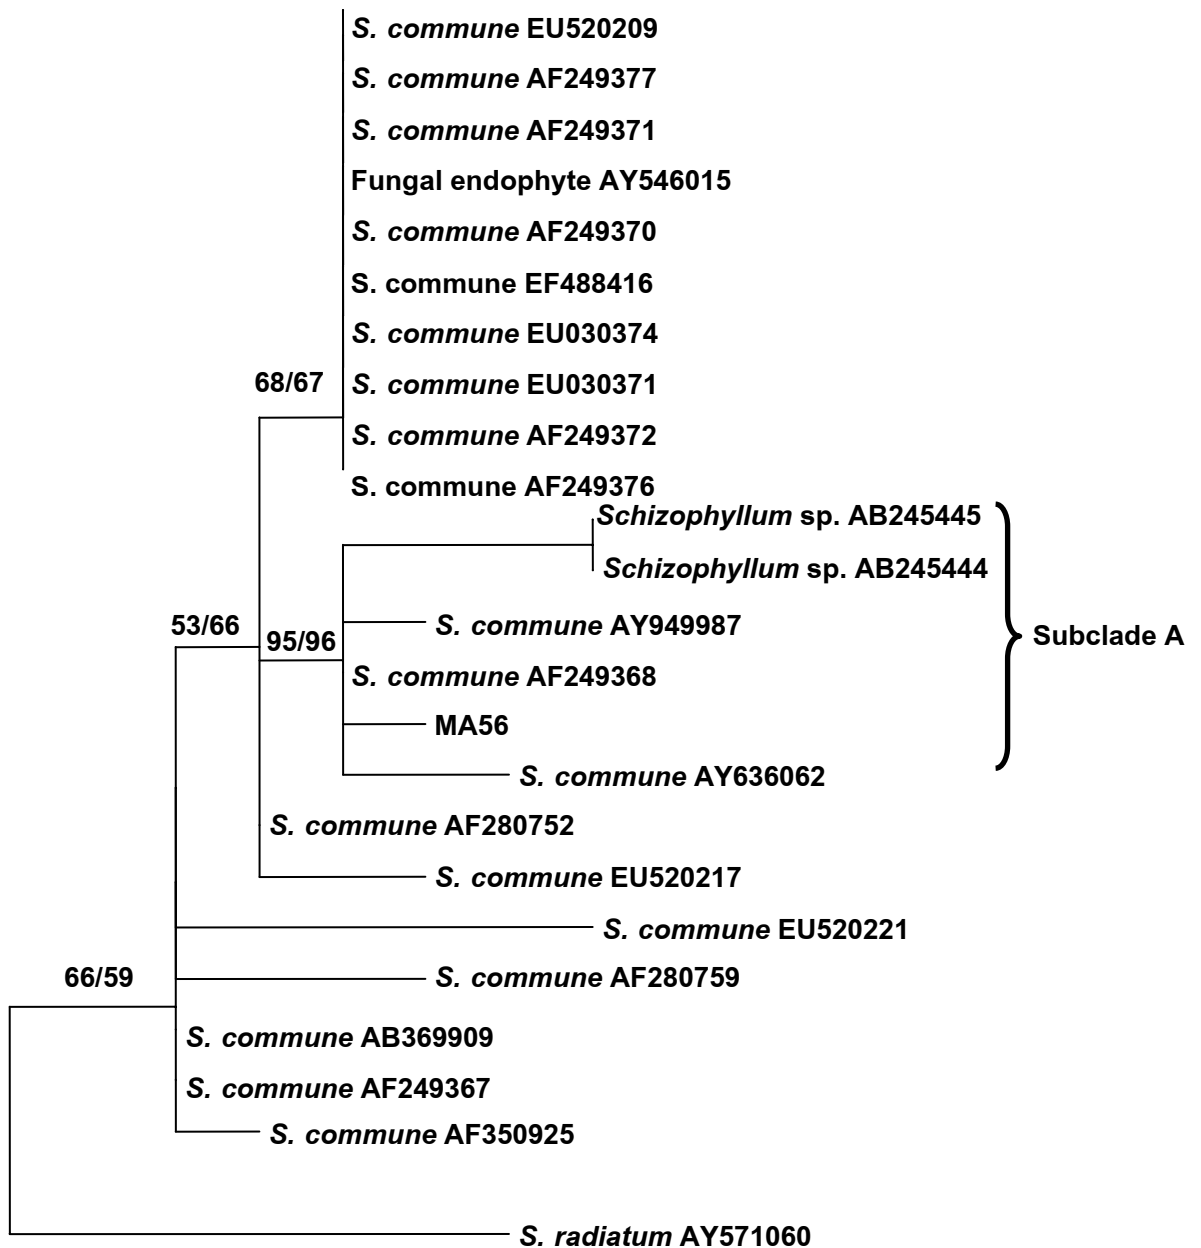 S. commune EU520209
S. commune AF249377
S. commune AF249371
Fungal endophyte AY546015
S. commune AF249370
S. commune EF488416
S. commune EU030374
68/67
S. commune EU030371
S. commune AF249372
S. commune AF249376
Schizophyllum sp. AB245445
Schizophyllum sp. AB245444
53/66
S. commune AY949987
95/96
Subclade A
S. commune AF249368
MA56
S. commune AY636062
S. commune AF280752
S. commune EU520217
S. commune EU520221
66/59
S. commune AF280759
S. commune AB369909
S. commune AF249367
S. commune AF350925
S. radiatum AY571060